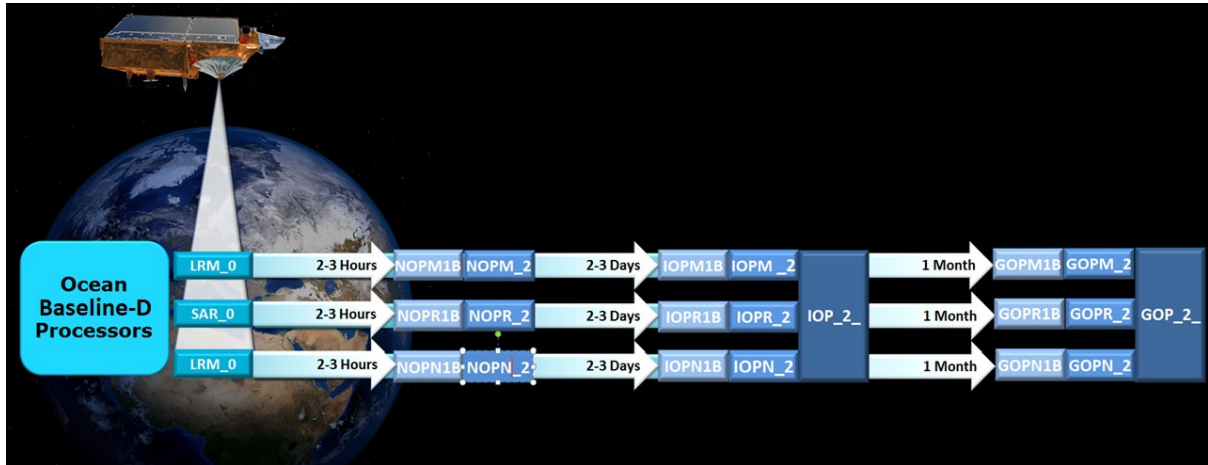 Ocean
Baseline-D
Processors
LRM_0 2-3 Hours NOPM1B NOPM_2 2-3 Days IOPM1B IOPM _2 1 Month GOPM1B GOPM_2
SAR_0 2-3 Hours NOPR1B NOPR_2 2-3 Days IOPR1B IOPR_2 IOP_2_ 1 Month GOPR1B GOPR_2 GOP_2_
LRM_0 2-3 Hours NOPN1B NOPN_2 2-3 Days IOPN1B IOPN_2 1 Month GOPN1B GOPN_2